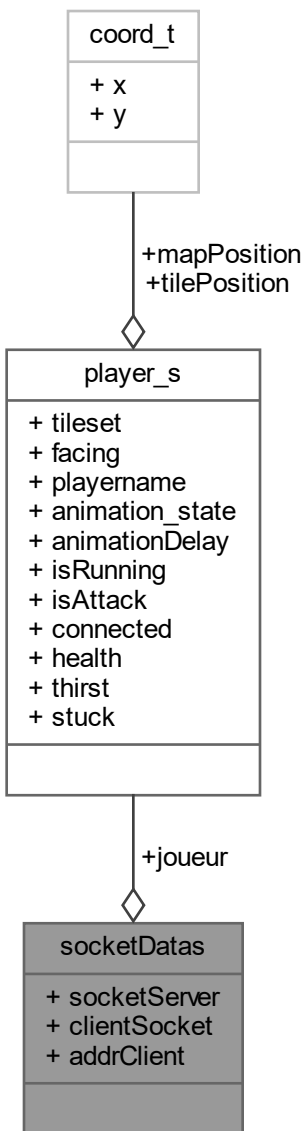 coord_t
+ x
+ y
+mapPosition
+tilePosition
player_s
+ tileset
+ facing
+ playername
+ animation_state
+ animationDelay
+ isRunning
+ isAttack
+ connected
+ health
+ thirst
+ stuck
+joueur
socketDatas
+ socketServer
+ clientSocket
+ addrClient